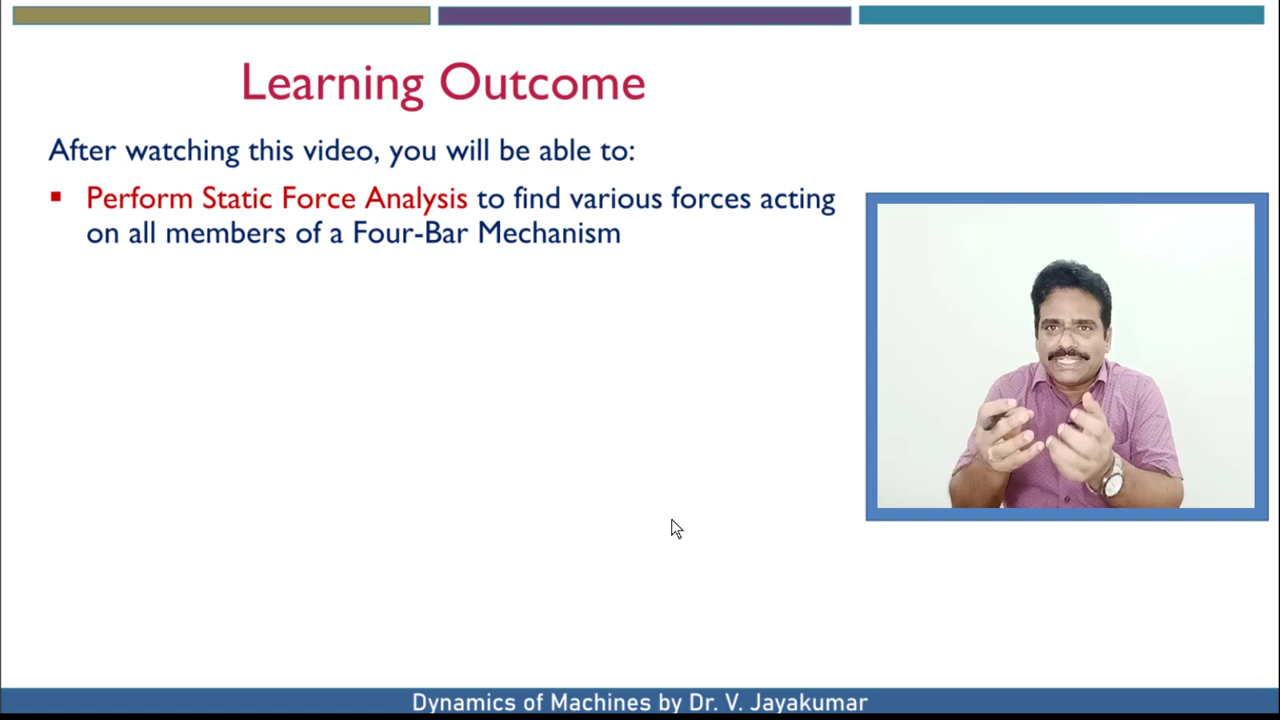 Learning Outcome
After watching this video, you will be able to:
▪ Perform Static Force Analysis to find various forces acting
on all members of a Four-Bar Mechanism
Dynamics of Machines by Dr. V. Jayakumar